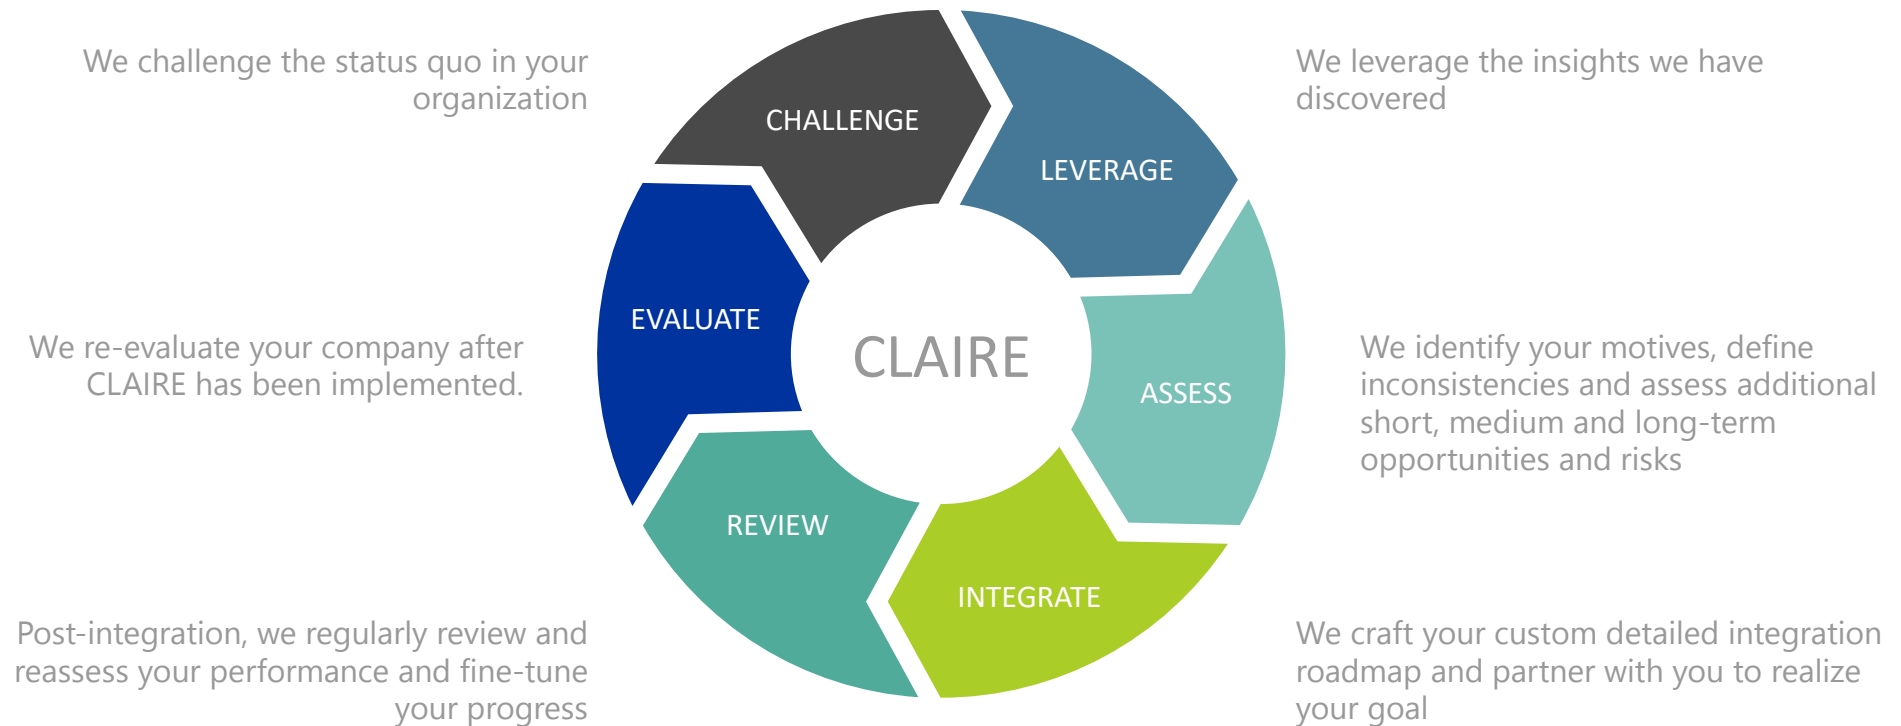 We challenge the status quo in your
organization
CHALLENGE
We leverage the insights we have
discovered
LEVERAGE
EVALUATE
We re-evaluate your company after
CLAIRE has been implemented.
CLAIRE
ASSESS
We identify your motives, define
inconsistencies and assess additional
short, medium and long-term
opportunities and risks
REVIEW
INTEGRATE
Post-integration, we regularly review and
reassess your performance and fine-tune
your progress
We craft your custom detailed integration
roadmap and partner with you to realize
your goal